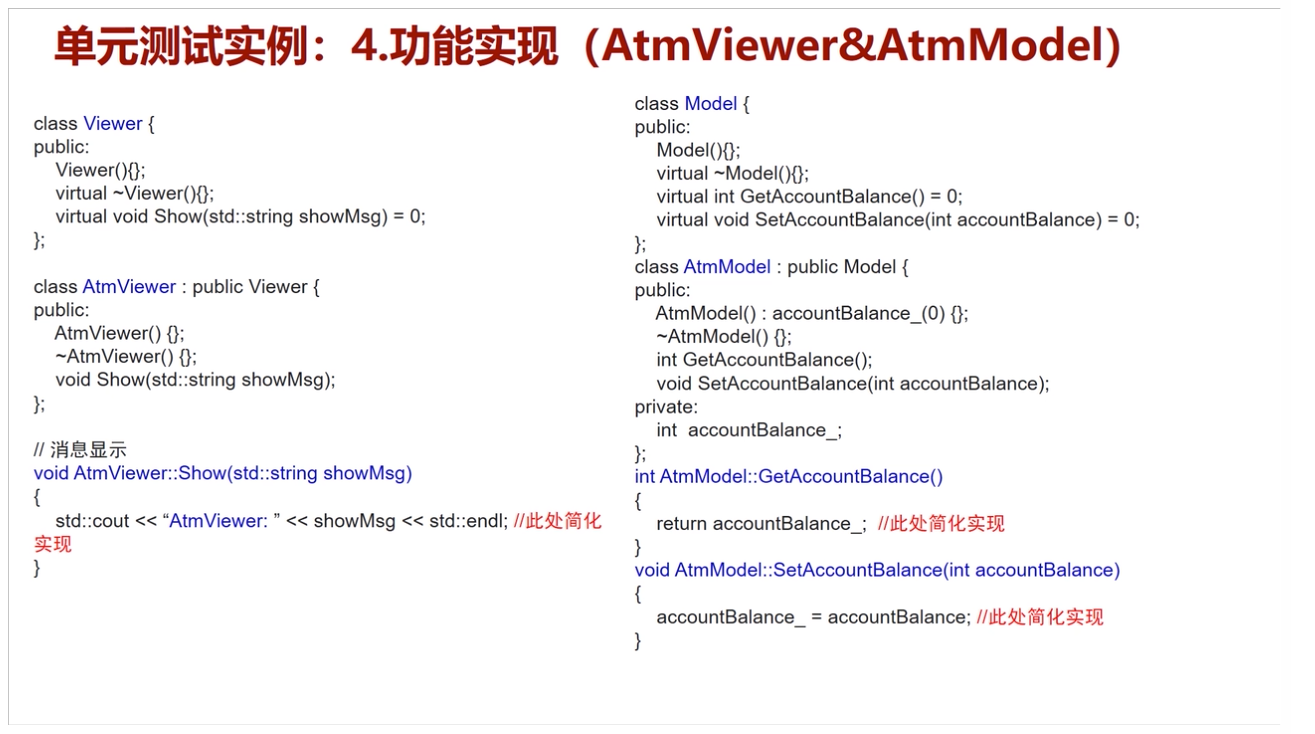 单元测试实例：4.功能实现（AtmViewer&AtmModel）
class Viewer {
public:
    Viewer(){};
    virtual ~Viewer(){};
    virtual void Show(std::string showMsg) = 0;
};

class AtmViewer : public Viewer {
public:
    AtmViewer() {};
    ~AtmViewer() {};
    void Show(std::string showMsg);
};

// 消息显示
void AtmViewer::Show(std::string showMsg)
{
    std::cout << “AtmViewer: ” << showMsg << std::endl; //此处简化
实现
}
class Model {
public:
    Model(){};
    virtual ~Model(){};
    virtual int GetAccountBalance() = 0;
    virtual void SetAccountBalance(int accountBalance) = 0;
};
class AtmModel : public Model {
public:
    AtmModel() : accountBalance_(0) {};
    ~AtmModel() {};
    int GetAccountBalance();
    void SetAccountBalance(int accountBalance);
private:
    int  accountBalance_;
};
int AtmModel::GetAccountBalance()
{
    return accountBalance_;  //此处简化实现
}
void AtmModel::SetAccountBalance(int accountBalance)
{
    accountBalance_ = accountBalance; //此处简化实现
}